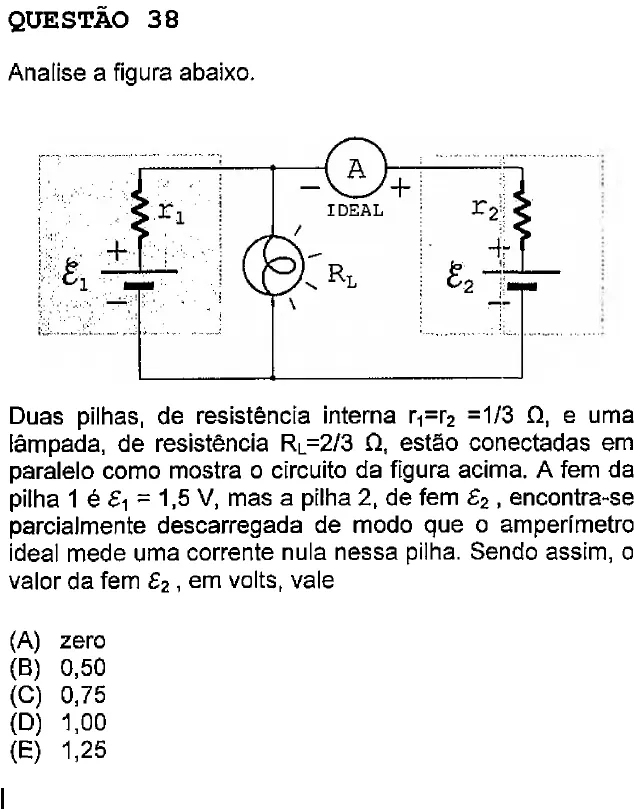 QUESTÃO 38
Analise a figura abaixo.
A
− +
IDEAL
r₁
r₂
+
ℰ₁
−
R_L
+
ℰ₂
−
Duas pilhas, de resistência interna r₁=r₂ =1/3 Ω, e uma
lâmpada, de resistência R_L=2/3 Ω, estão conectadas em
paralelo como mostra o circuito da figura acima. A fem da
pilha 1 é ℰ₁ = 1,5 V, mas a pilha 2, de fem ℰ₂ , encontra-se
parcialmente descarregada de modo que o amperímetro
ideal mede uma corrente nula nessa pilha. Sendo assim, o
valor da fem ℰ₂ , em volts, vale
(A) zero
(B) 0,50
(C) 0,75
(D) 1,00
(E) 1,25